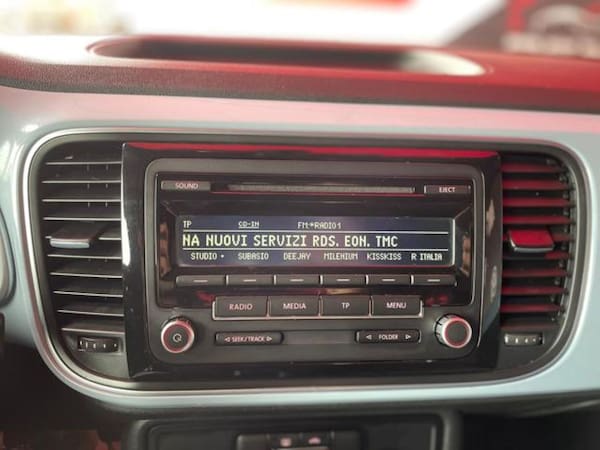 SOUND
EJECT
TP CD-IN FM*RADIO1
NA NUOVI SERVIZI RDS. EON. TMC
STUDIO • SUBASIO DEEJAY MILENIUM KISSKISS R ITALIA
RADIO MEDIA TP MENU
◁ SEEK/TRACK ▷ ◁ FOLDER ▷